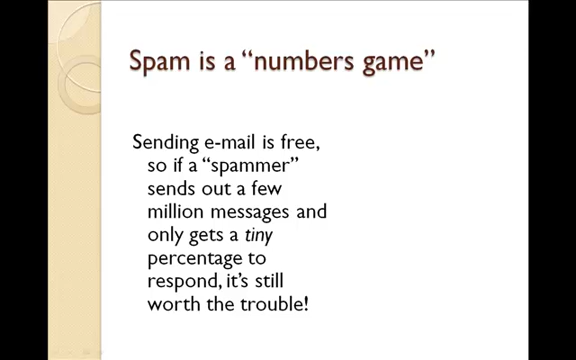 Spam is a “numbers game”
Sending e-mail is free,
so if a “spammer”
sends out a few
million messages and
only gets a tiny
percentage to
respond, it’s still
worth the trouble!